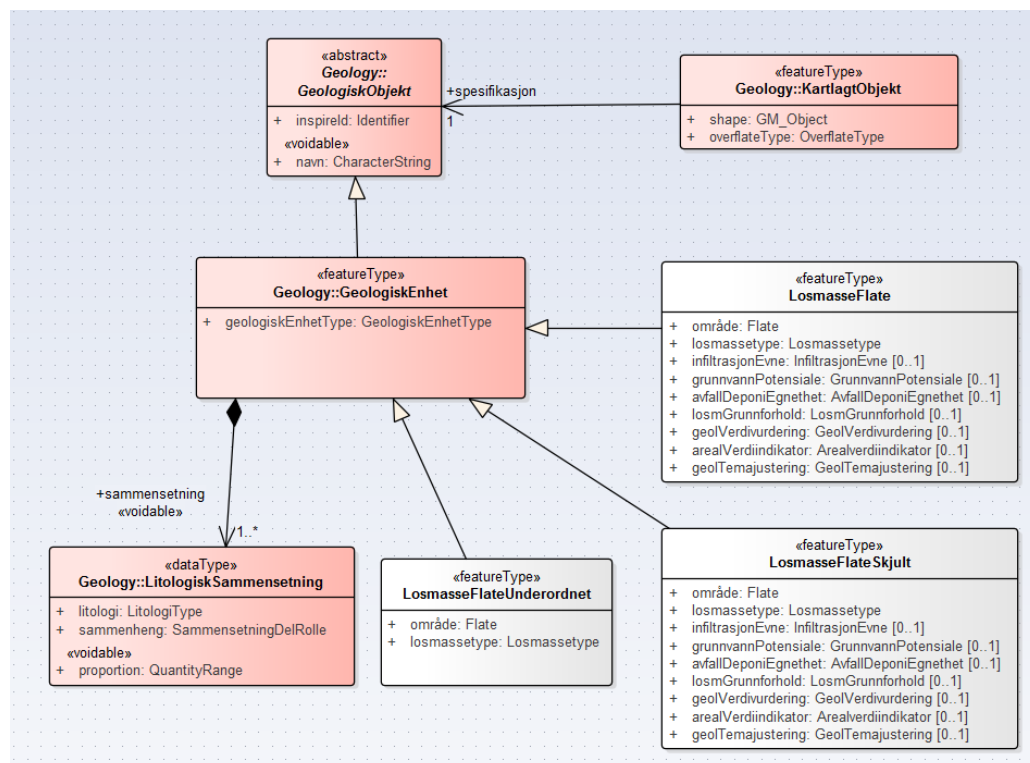 «abstract»
Geology::
GeologiskObjekt
+ inspireId: Identifier
«voidable»
+ navn: CharacterString
+spesifikasjon
1
«featureType»
Geology::KartlagtObjekt
+ shape: GM_Object
+ overflateType: OverflateType
«featureType»
Geology::GeologiskEnhet
+ geologiskEnhetType: GeologiskEnhetType
«featureType»
LosmasseFlate
+ område: Flate
+ losmassetype: Losmassetype
+ infiltrasjonEvne: InfiltrasjonEvne [0..1]
+ grunnvannPotensiale: GrunnvannPotensiale [0..1]
+ avfallDeponiEgnethet: AvfallDeponiEgnethet [0..1]
+ losmGrunnforhold: LosmGrunnforhold [0..1]
+ geolVerdivurdering: GeolVerdivurdering [0..1]
+ arealVerdiindikator: Arealverdiindikator [0..1]
+ geolTemajustering: GeolTemajustering [0..1]
+sammensetning
«voidable»
1..*
«dataType»
Geology::LitologiskSammensetning
+ litologi: LitologiType
+ sammenheng: SammensetningDelRolle
«voidable»
+ proportion: QuantityRange
«featureType»
LosmasseFlateUnderordnet
+ område: Flate
+ losmassetype: Losmassetype
«featureType»
LosmasseFlateSkjult
+ område: Flate
+ losmassetype: Losmassetype
+ infiltrasjonEvne: InfiltrasjonEvne [0..1]
+ grunnvannPotensiale: GrunnvannPotensiale [0..1]
+ avfallDeponiEgnethet: AvfallDeponiEgnethet [0..1]
+ losmGrunnforhold: LosmGrunnforhold [0..1]
+ geolVerdivurdering: GeolVerdivurdering [0..1]
+ arealVerdiindikator: Arealverdiindikator [0..1]
+ geolTemajustering: GeolTemajustering [0..1]